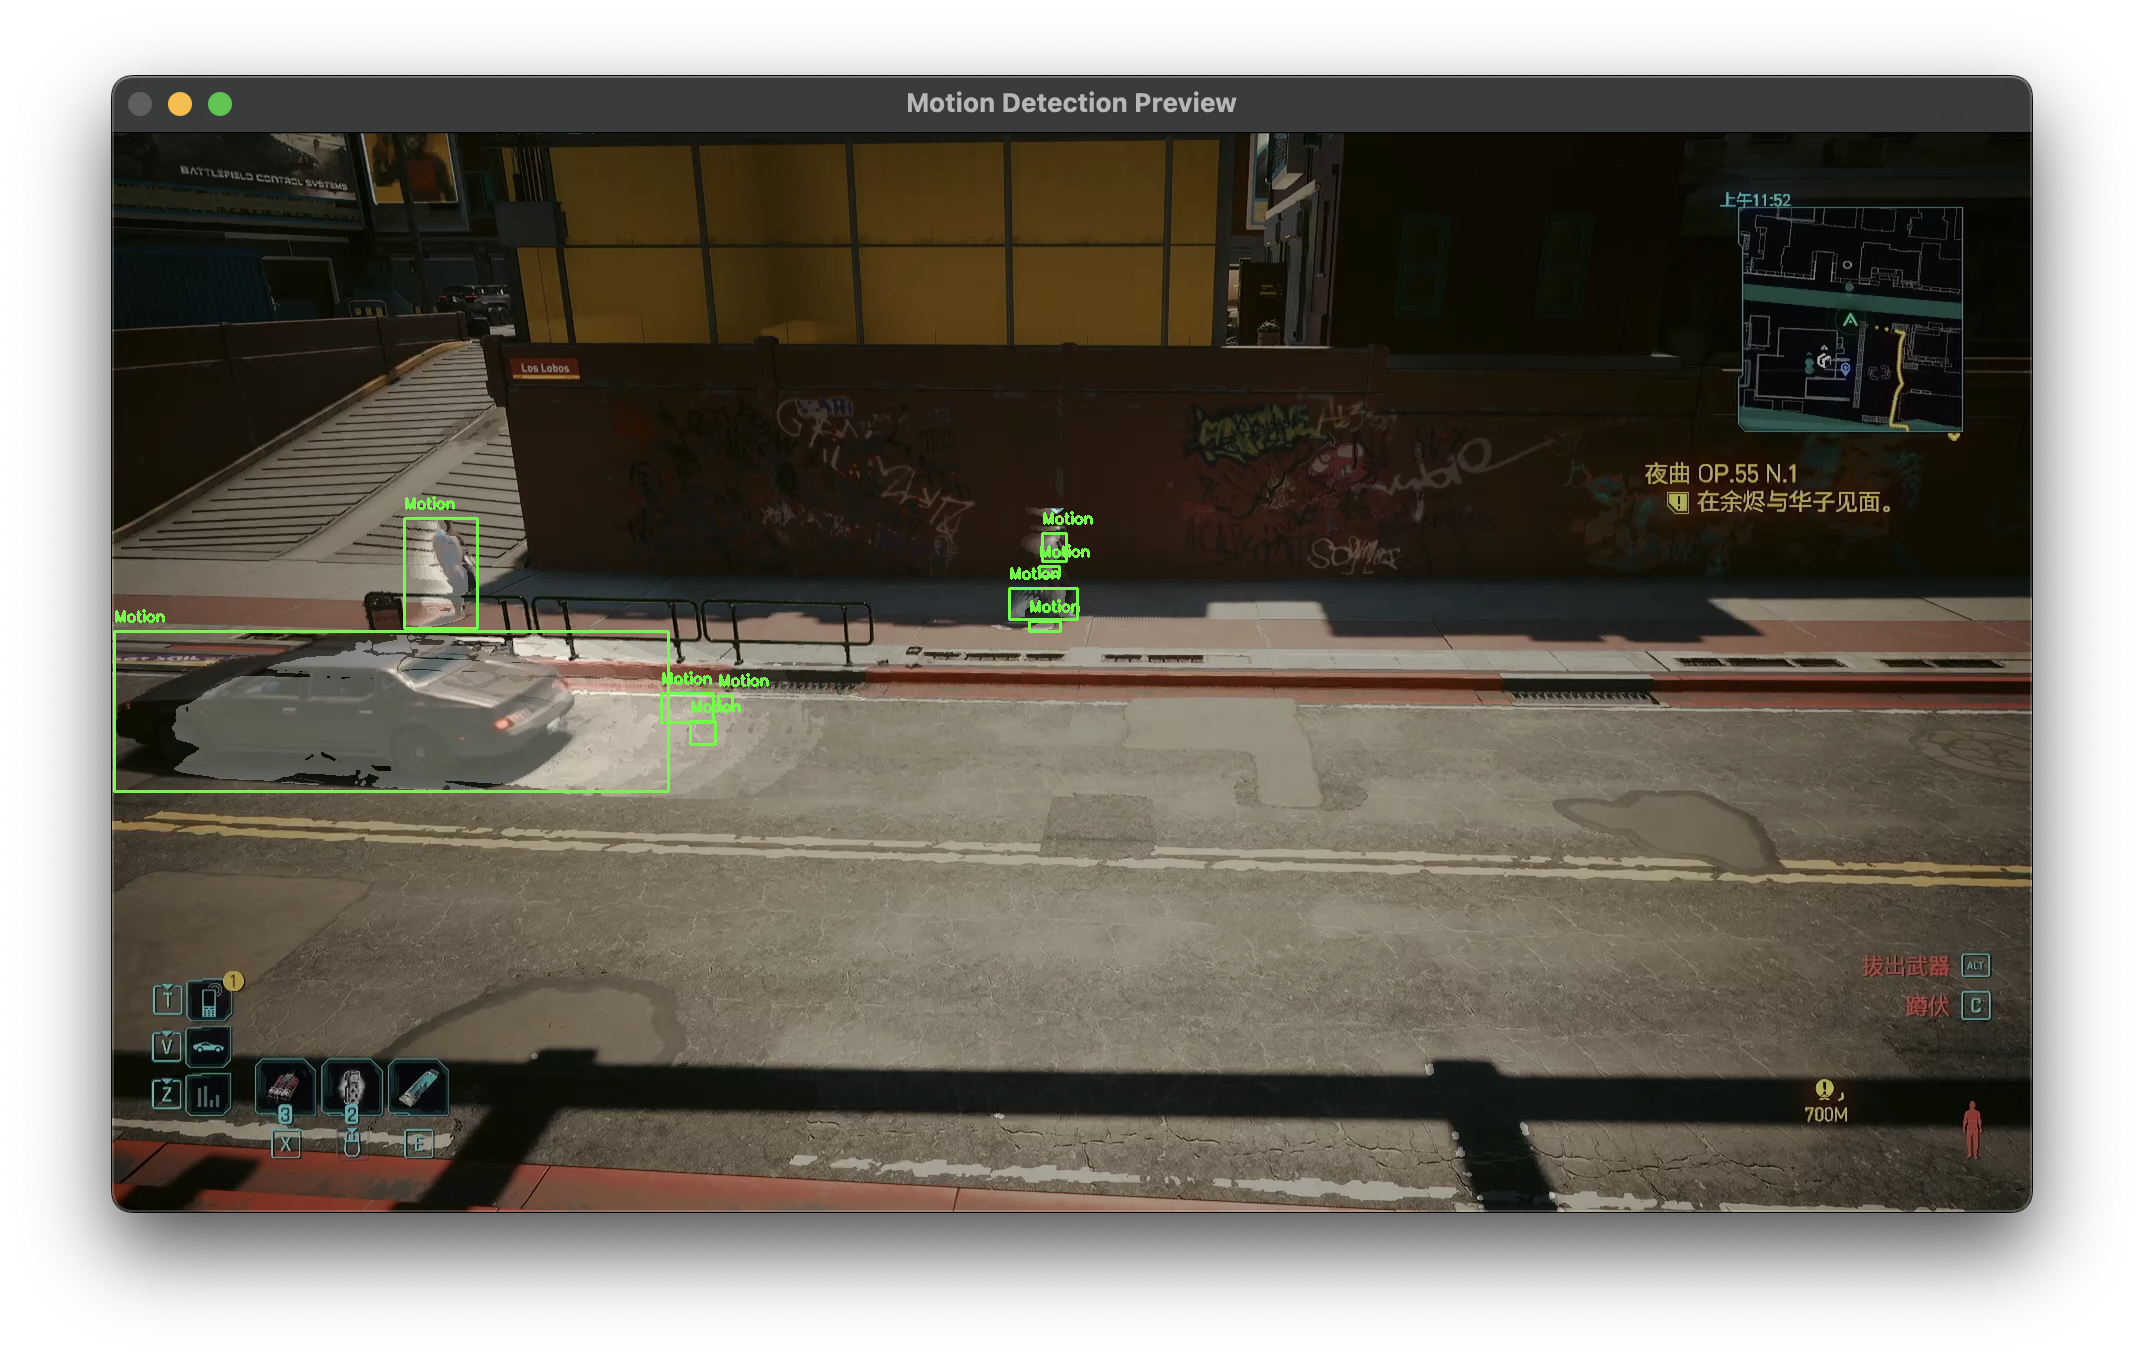 Motion Detection Preview
BATTLEFIELD CONTROL SYSTEMS
上午11:52
Los Lobos
夜曲 OP.55 N.1
在余烬与华子见面。
Motion
Motion
Motion
Motion
Motion
Motion
Motion
Motion
Motion
1
T
V
Z
3
2
X
E
拔出武器 ALT
蹲伏 C
700M